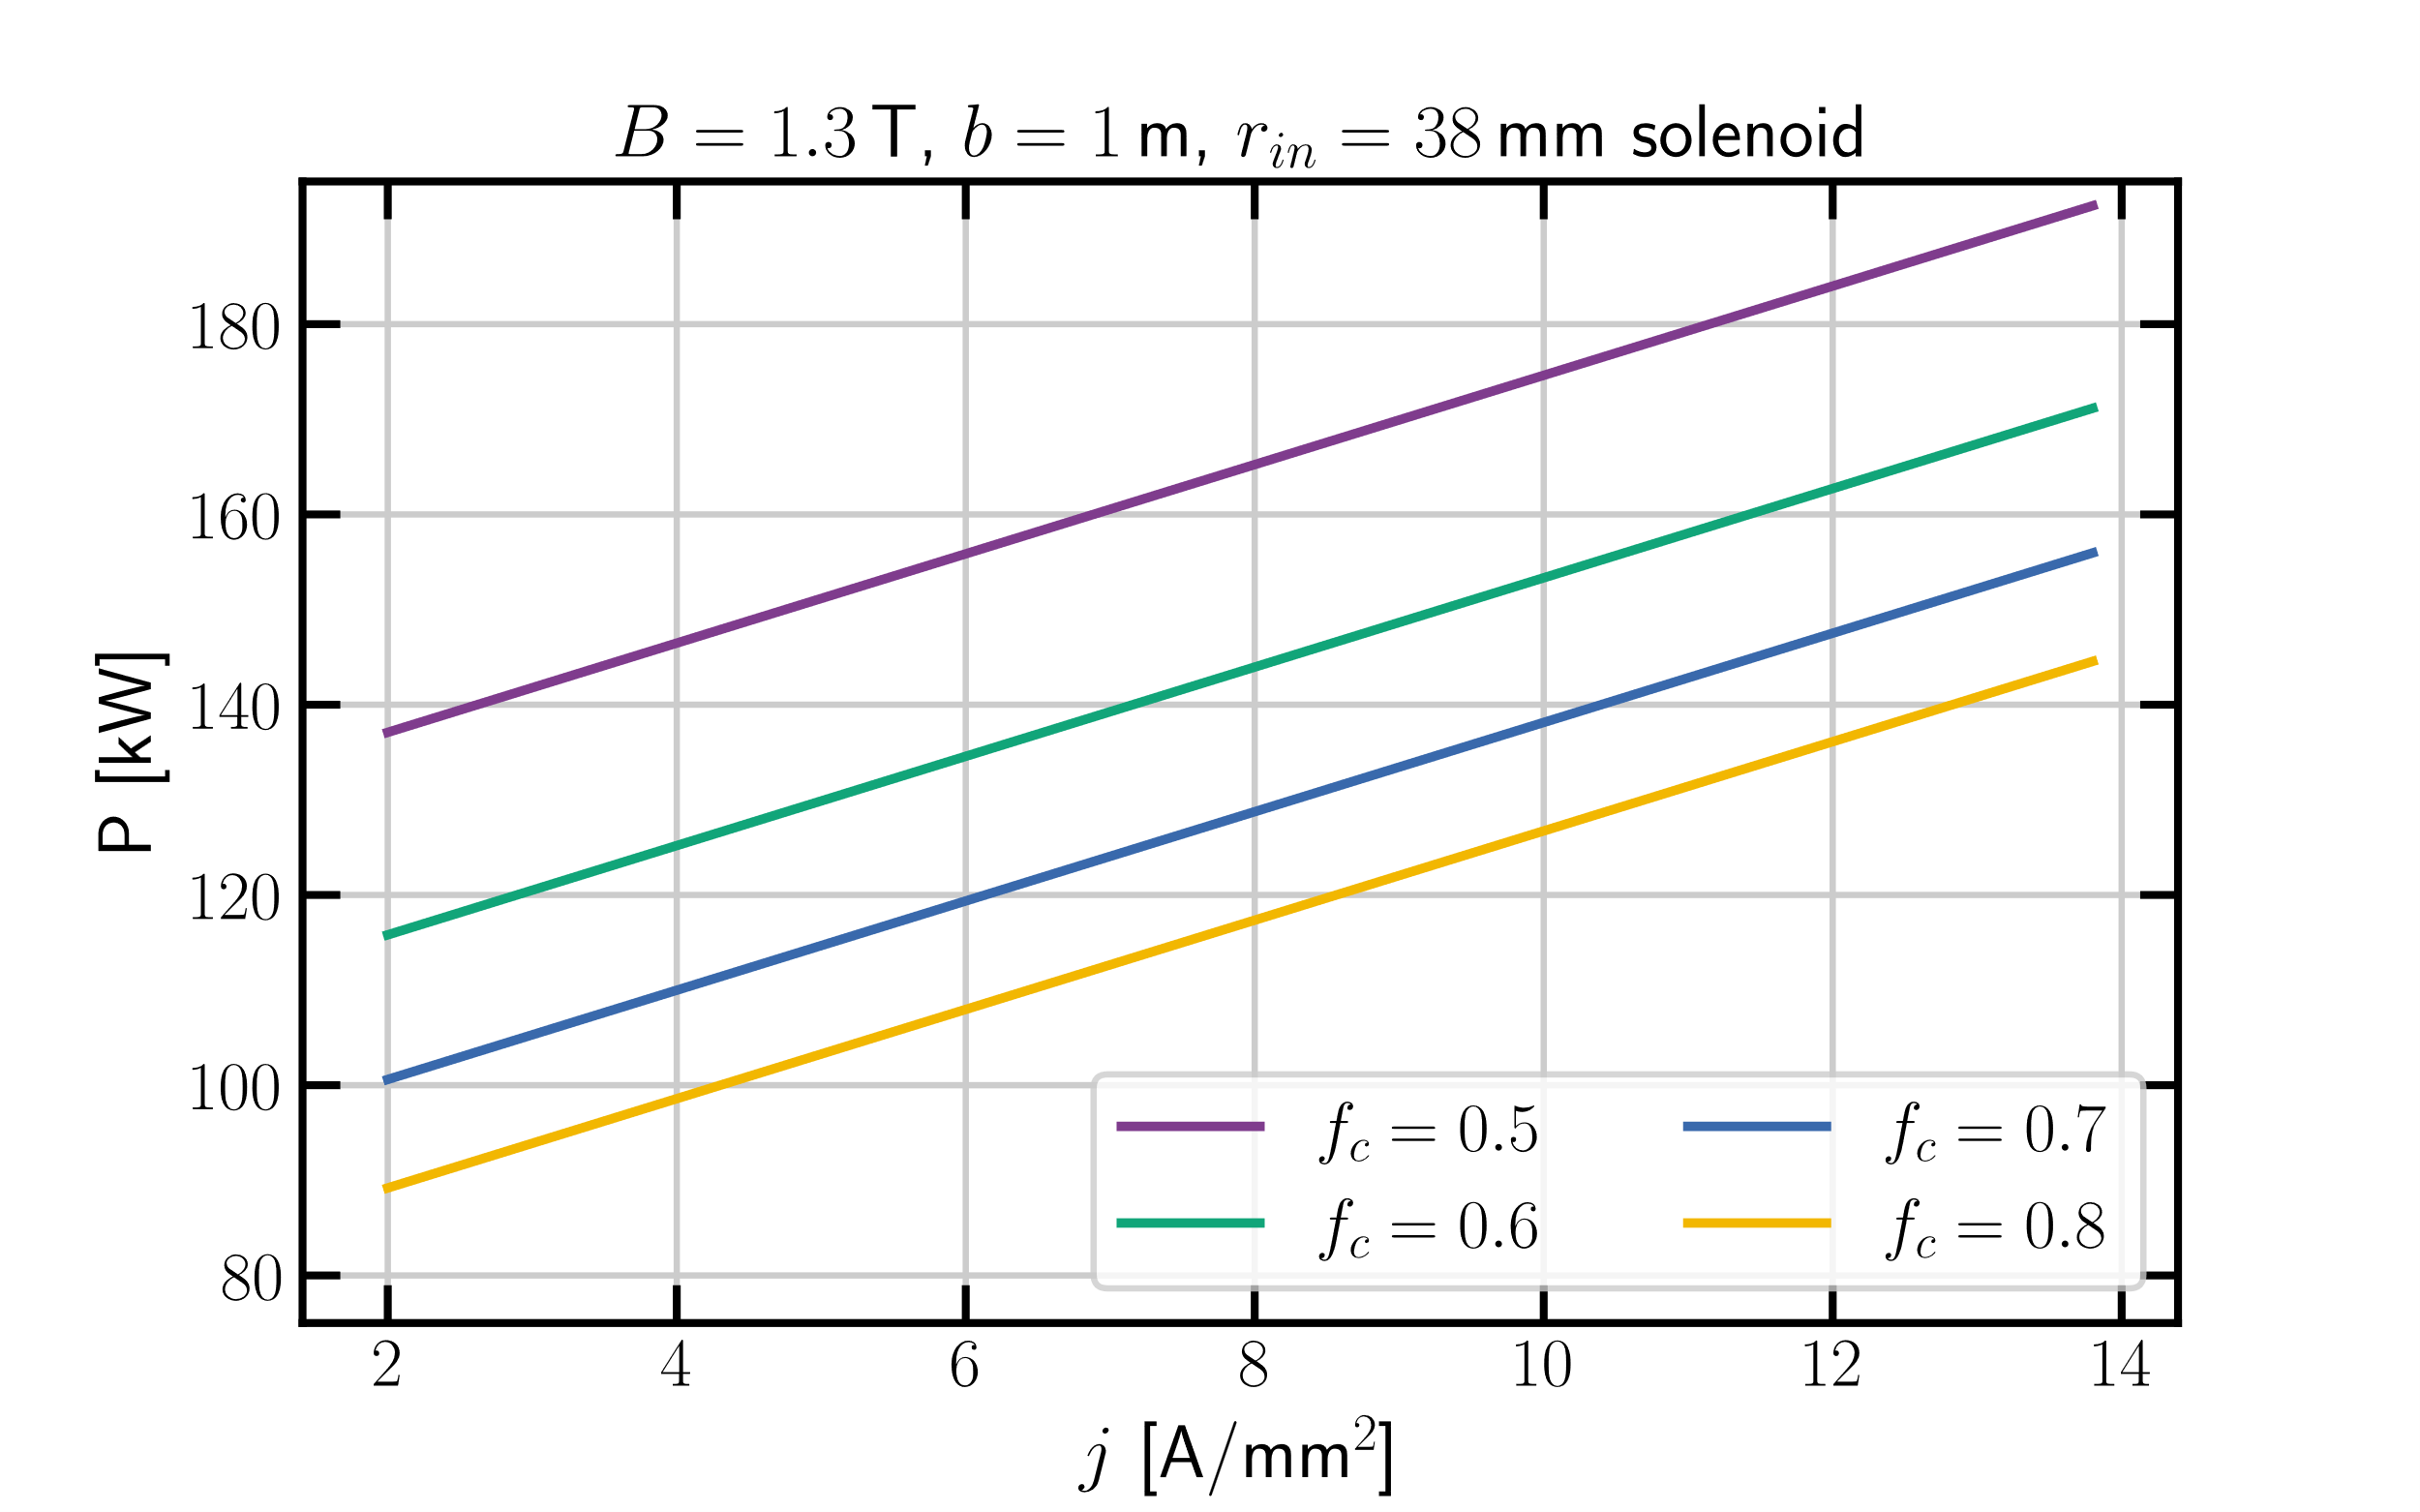 B = 1.3 T, b = 1 m, r_in = 38 mm solenoid
180
160
140
120
100
80
P [kW]
f_c = 0.5
f_c = 0.6
f_c = 0.7
f_c = 0.8
2 4 6 8 10 12 14
j [A/mm²]